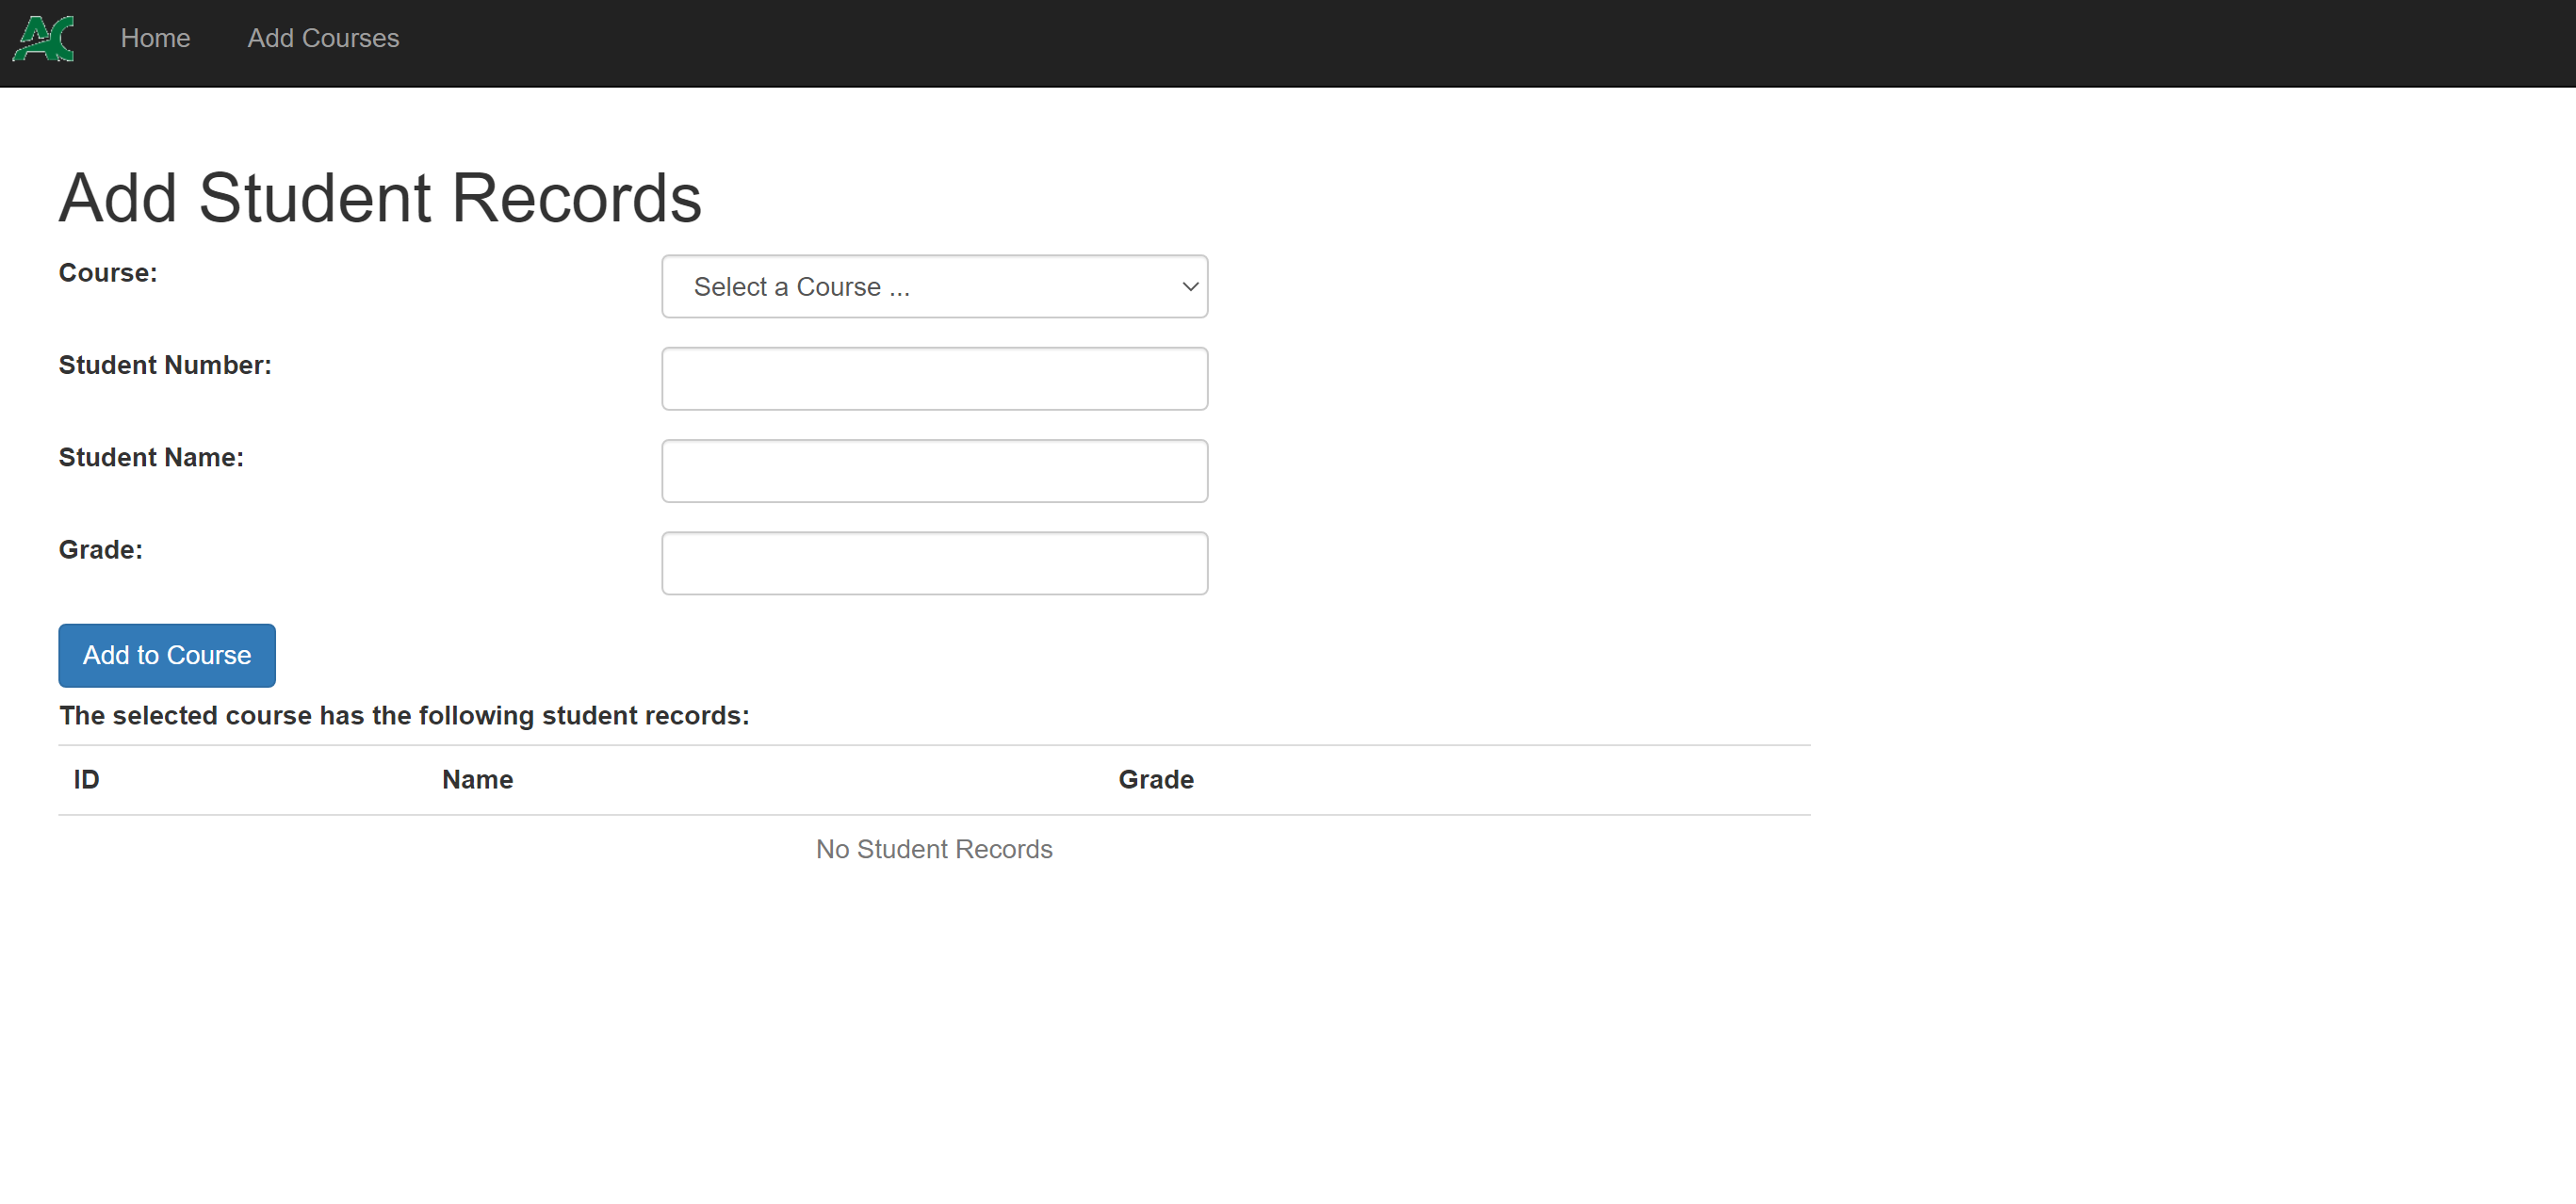 AC Home Add Courses
Add Student Records
Course: Select a Course ...
Student Number:
Student Name:
Grade:
Add to Course
The selected course has the following student records:
ID Name Grade
No Student Records